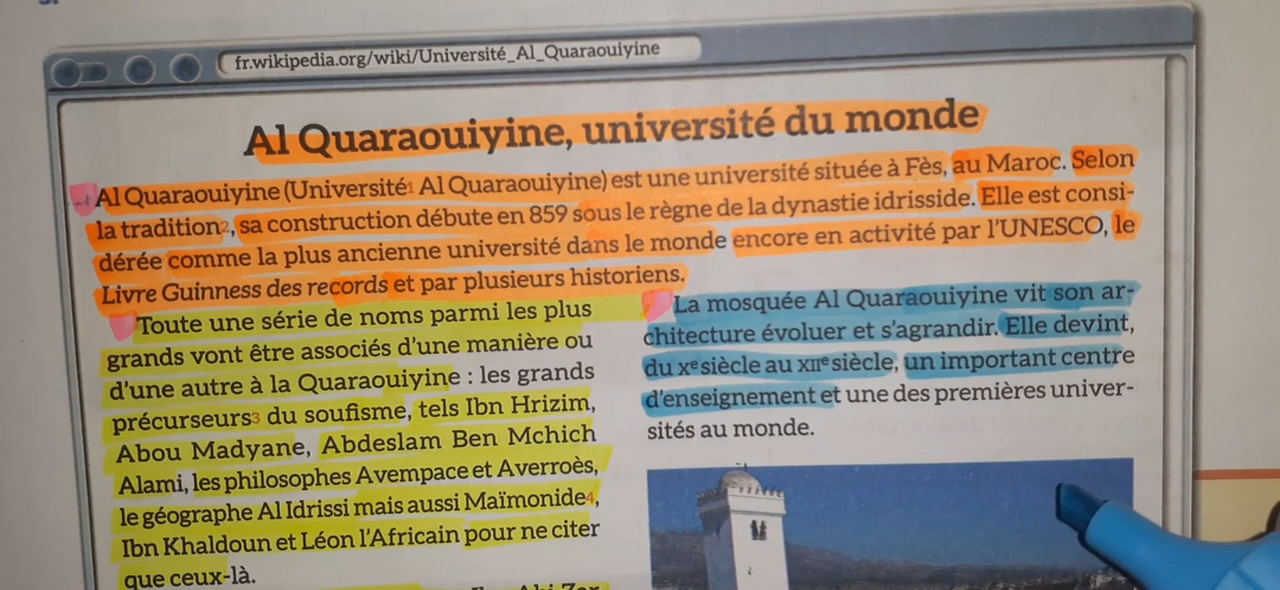 fr.wikipedia.org/wiki/Université_Al_Quaraouiyine
Al Quaraouiyine, université du monde
Al Quaraouiyine (Université1 Al Quaraouiyine) est une université située à Fès, au Maroc. Selon
la tradition2, sa construction débute en 859 sous le règne de la dynastie idrisside. Elle est consi-
dérée comme la plus ancienne université dans le monde encore en activité par l'UNESCO, le
Livre Guinness des records et par plusieurs historiens.
Toute une série de noms parmi les plus
grands vont être associés d'une manière ou
d'une autre à la Quaraouiyine : les grands
précurseurs3 du soufisme, tels Ibn Hrizim,
Abou Madyane, Abdeslam Ben Mchich
Alami, les philosophes Avempace et Averroès,
le géographe Al Idrissi mais aussi Maïmonide4,
Ibn Khaldoun et Léon l'Africain pour ne citer
que ceux-là.
La mosquée Al Quaraouiyine vit son ar-
chitecture évoluer et s'agrandir. Elle devint,
du xe siècle au XIIe siècle, un important centre
d'enseignement et une des premières univer-
sités au monde.